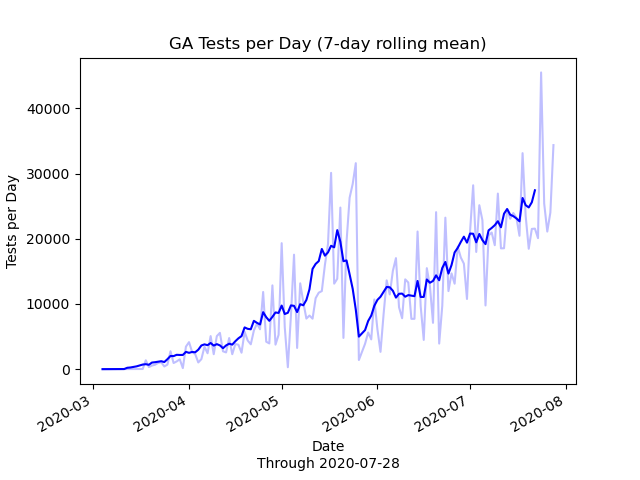 GA Tests per Day (7-day rolling mean)
Tests per Day
40000
30000
20000
10000
0
2020-03
2020-04
2020-05
2020-06
2020-07
2020-08
Date
Through 2020-07-28